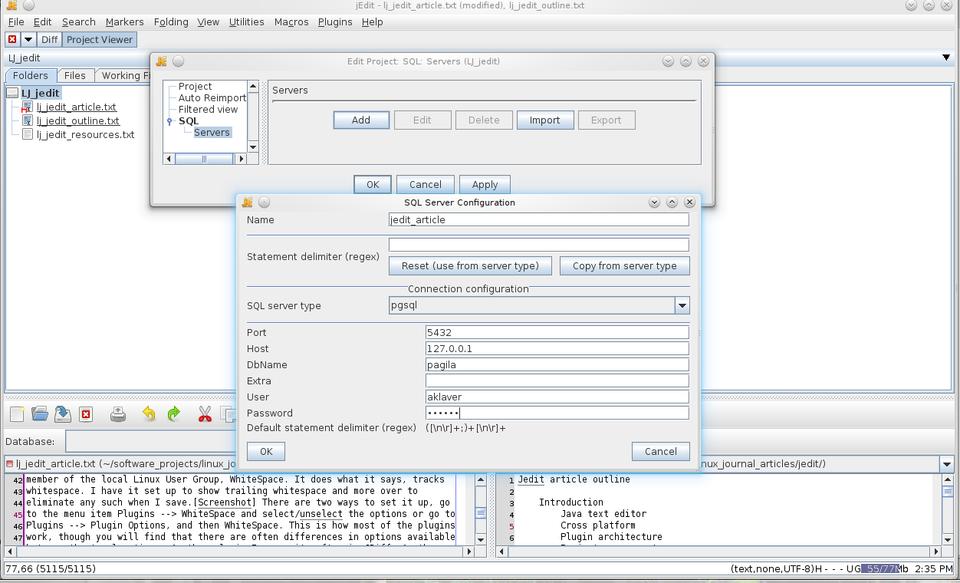 jEdit - lj_jedit_article.txt (modified), lj_jedit_outline.txt
File Edit Search Markers Folding View Utilities Macros Plugins Help
Diff Project Viewer
LJ_jedit
Folders Files Working Fi
LJ_jedit
lj_jedit_article.txt
lj_jedit_outline.txt
lj_jedit_resources.txt
Edit Project: SQL: Servers (LJ_jedit)
Project
Auto Reimport
Filtered view
SQL
Servers
Servers
Add Edit Delete Import Export
OK Cancel Apply
SQL Server Configuration
Name jedit_article
Statement delimiter (regex)
Reset (use from server type) Copy from server type
Connection configuration
SQL server type pgsql
Port 5432
Host 127.0.0.1
DbName pagila
Extra
User aklaver
Password ••••••
Default statement delimiter (regex) ([\n\r]+;)+[\n\r]+
OK Cancel
Database:
lj_jedit_article.txt (~/software_projects/linux_jo
nux_journal_articles/jedit/)
42 member of the local Linux User Group, WhiteSpace. It does what it says, tracks
43 whitespace. I have it set up to show trailing whitespace and more over to
44 eliminate any such when I save.[Screenshot] There are two ways to set it up, go
45 to the menu item Plugins --> WhiteSpace and select/unselect the options or go to
46 Plugins --> Plugin Options, and then WhiteSpace. This is how most of the plugins
47 work, though you will find that there are often differences in options available
1 Jedit article outline
2
3 Introduction
4 Java text editor
5 Cross platform
6 Plugin architecture
77,66 (5115/5115)
(text,none,UTF-8)H - - - UG 55/77Mb 2:35 PM